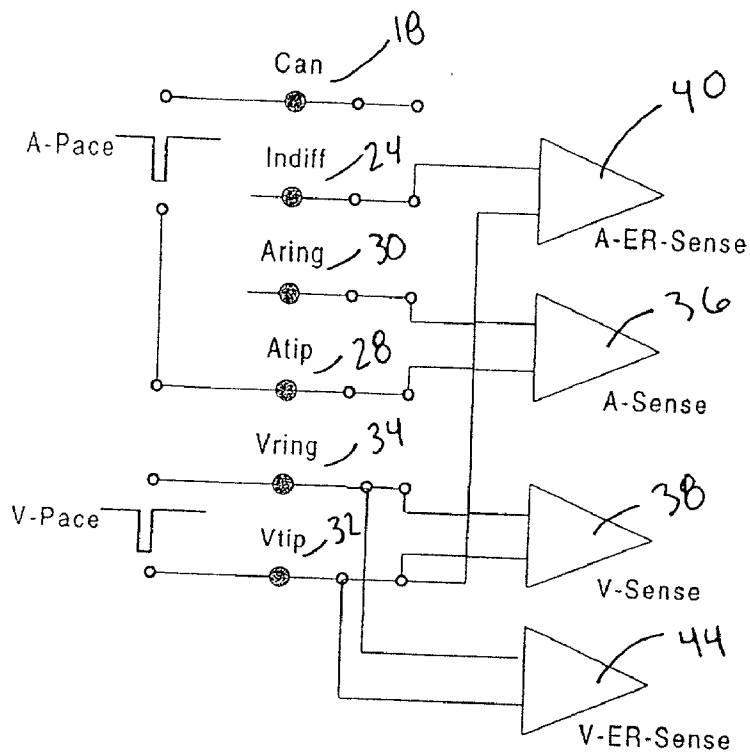 Can 18
A-Pace
Indiff 24
40
A-ER-Sense
Aring 30
36
Atip 28
A-Sense
Vring 34
V-Pace
38
Vtip 32
V-Sense
44
V-ER-Sense